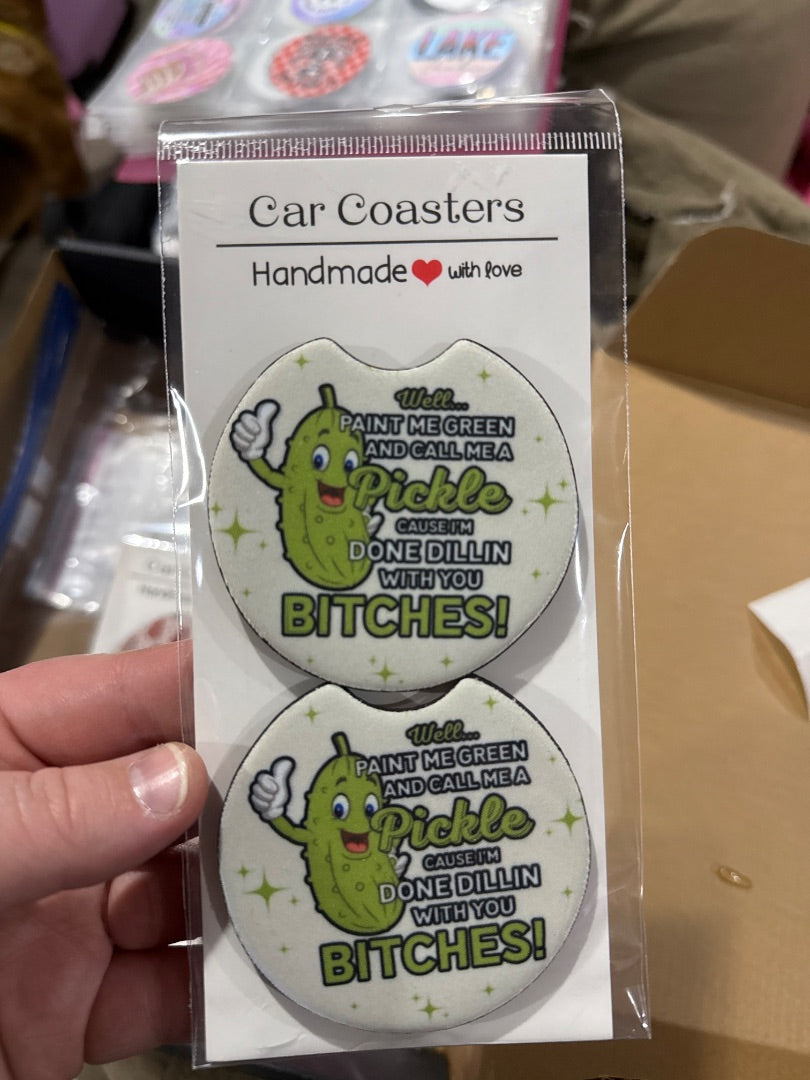 LAKE
Car Coasters
Handmade with love
Well...
PAINT ME GREEN
AND CALL ME A
Pickle
CAUSE I'M
DONE DILLIN
WITH YOU
BITCHES!
Well...
PAINT ME GREEN
AND CALL ME A
Pickle
CAUSE I'M
DONE DILLIN
WITH YOU
BITCHES!